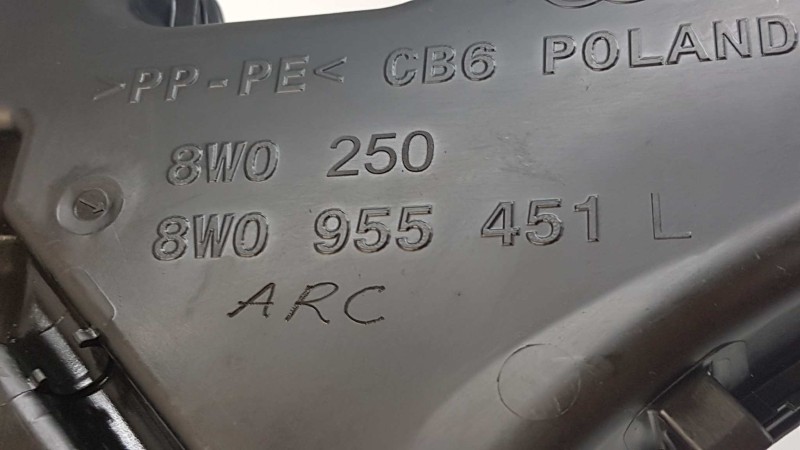 >PP-PE< CB6 POLAND
8W0 250
8W0 955 451 L
ARC